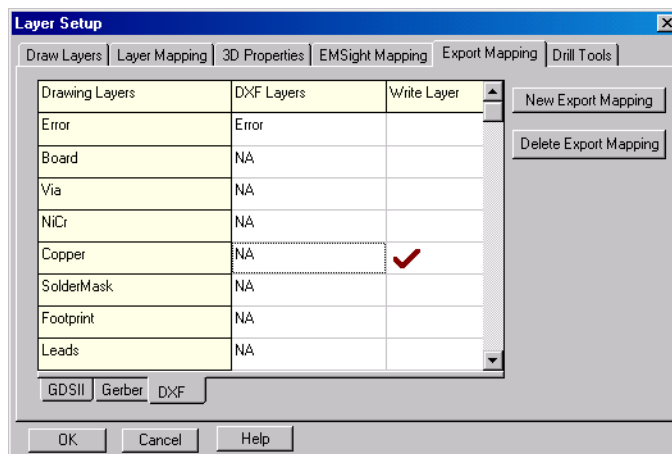 Layer Setup
Draw Layers Layer Mapping 3D Properties EMSight Mapping Export Mapping Drill Tools
Drawing Layers DXF Layers Write Layer
Error Error
Board NA
Via NA
NiCr NA
Copper NA
SolderMask NA
Footprint NA
Leads NA
New Export Mapping
Delete Export Mapping
GDSII Gerber DXF
OK Cancel Help